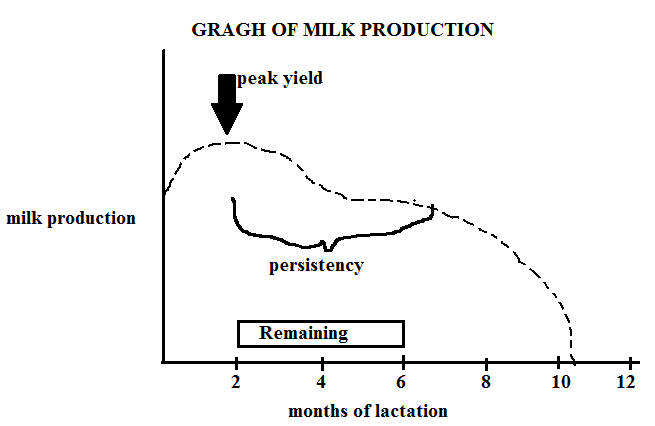 GRAGH OF MILK PRODUCTION
peak yield
milk production
persistency
Remaining
2 4 6 8 10 12
months of lactation